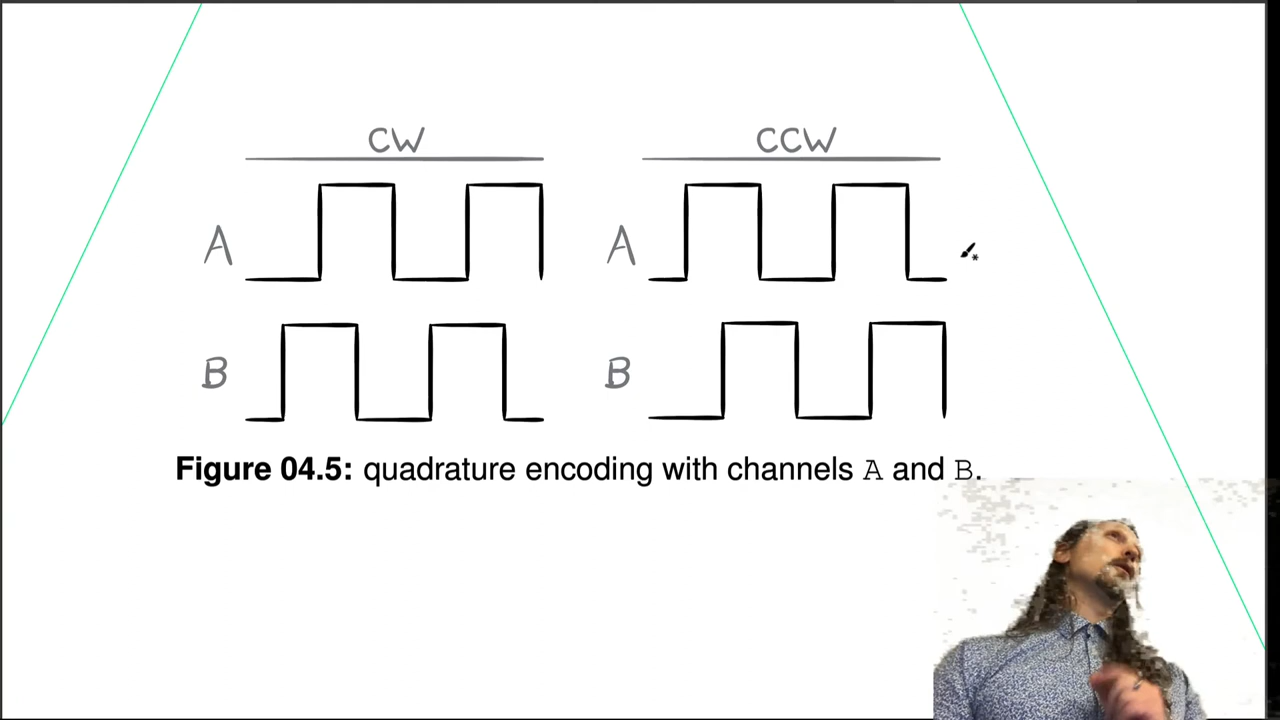 CW CCW
A A
B B
Figure 04.5: quadrature encoding with channels A and B.